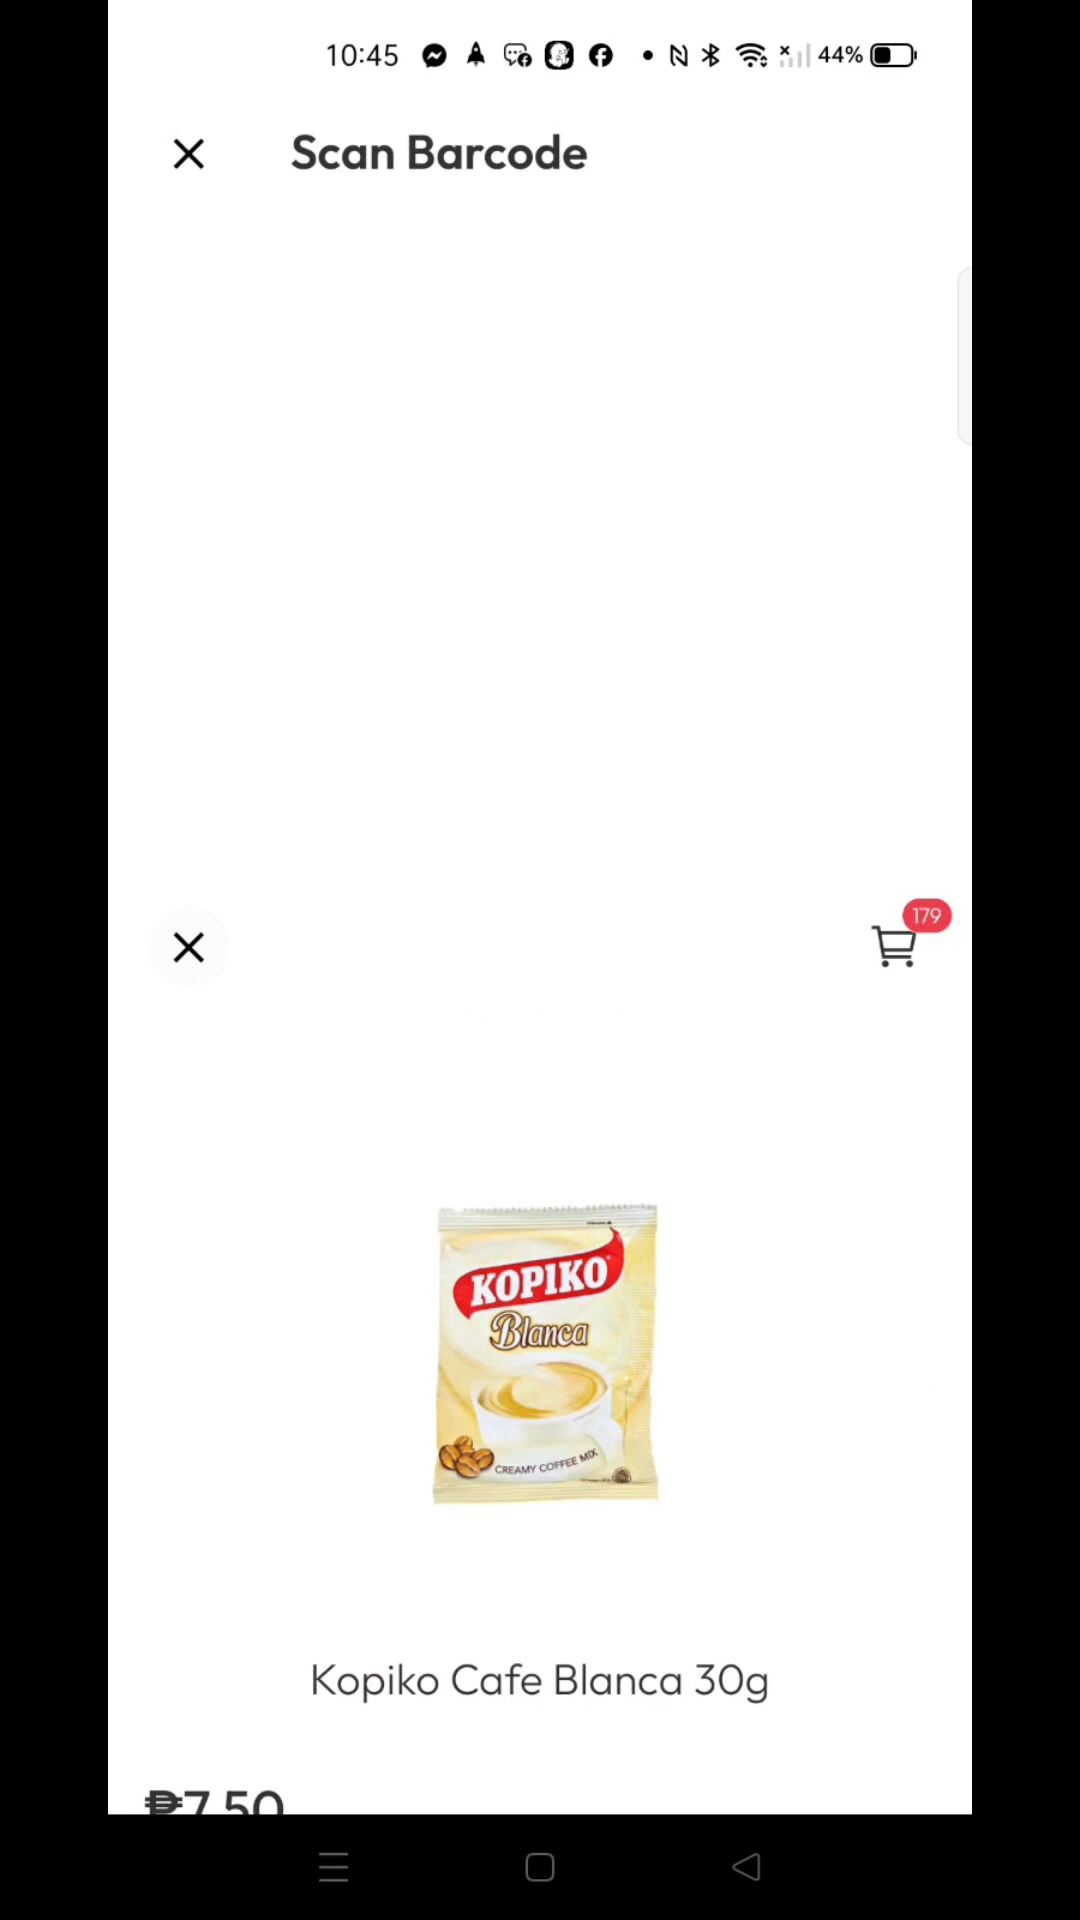 10:45
44%
Scan Barcode
179
KOPIKO
Blanca
CREAMY COFFEE MIX
Kopiko Cafe Blanca 30g
₱7.50